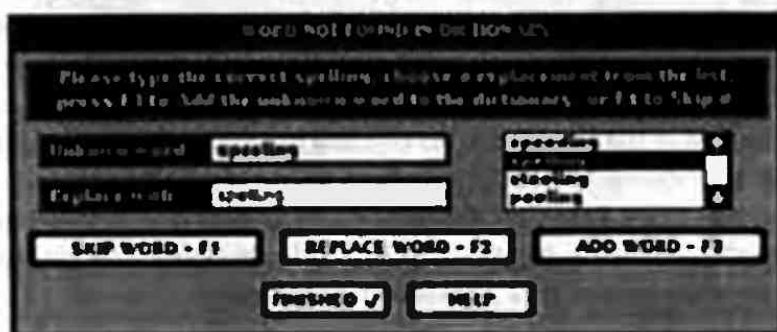 WORD NOT FOUND IN DICTIONARY
Please type the correct spelling, choose a replacement from the list,
press F3 to Add the unknown word to the dictionary, or F1 to Skip it
Unknown word
speeding
Replace with
steeling
peeling
SKIP WORD - F1
REPLACE WORD - F2
ADD WORD - F3
FINISHED ✓
HELP